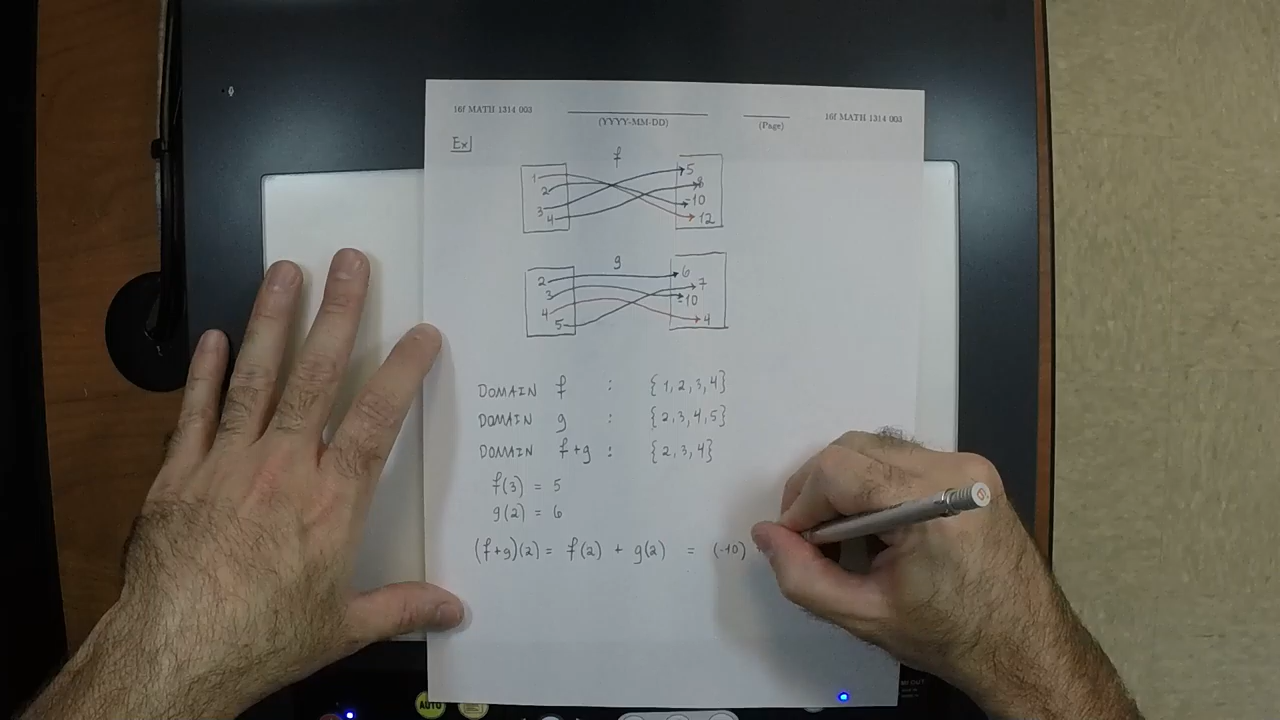 16f MATH 1314 003
(YYYY-MM-DD)
(Page)
16f MATH 1314 003
Ex
f
1
2
3
4
5
8
-10
12
g
2
3
4
5
6
7
-10
4
DOMAIN f : {1,2,3,4}
DOMAIN g : {2,3,4,5}
DOMAIN f+g : {2,3,4}
f(3) = 5
g(2) = 6
(f+g)(2) = f(2) + g(2) = (-10)
AUTO